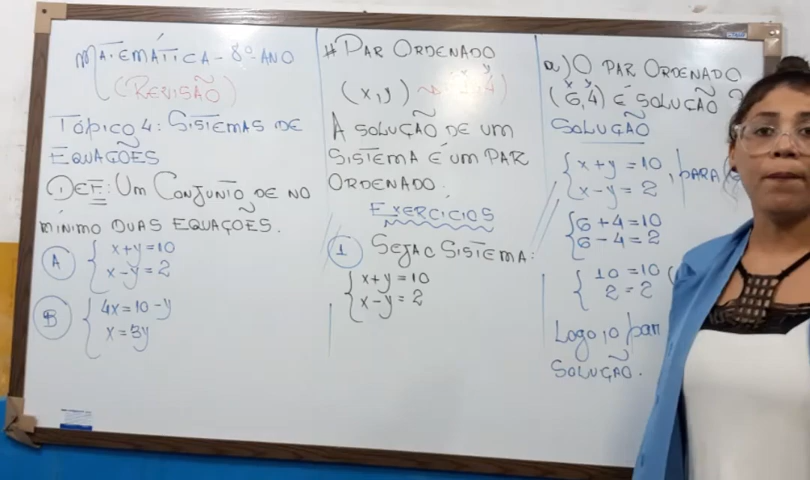 MATEMÁTICA - 8º ANO
(REVISÃO)
TÓPICO 4: SISTEMAS DE
EQUAÇÕES
DEF: UM CONJUNTO DE NO
MÍNIMO DUAS EQUAÇÕES.
A { x + y = 10
x - y = 2
B { 4x = 10 - y
x = 3y
# PAR ORDENADO
x y
(x,y) → ( ,4)
A SOLUÇÃO DE UM
SISTEMA É UM PAR
ORDENADO.
EXERCÍCIOS
1 SEJA O SISTEMA:
{ x + y = 10
x - y = 2
a) O PAR ORDENADO
x y
(6,4) É SOLUÇÃO ?
SOLUÇÃO
{ x + y = 10 , PARA (
x - y = 2
{ 6 + 4 = 10
6 - 4 = 2
{ 10 = 10 (
2 = 2
LOGO, O par
SOLUÇÃO.